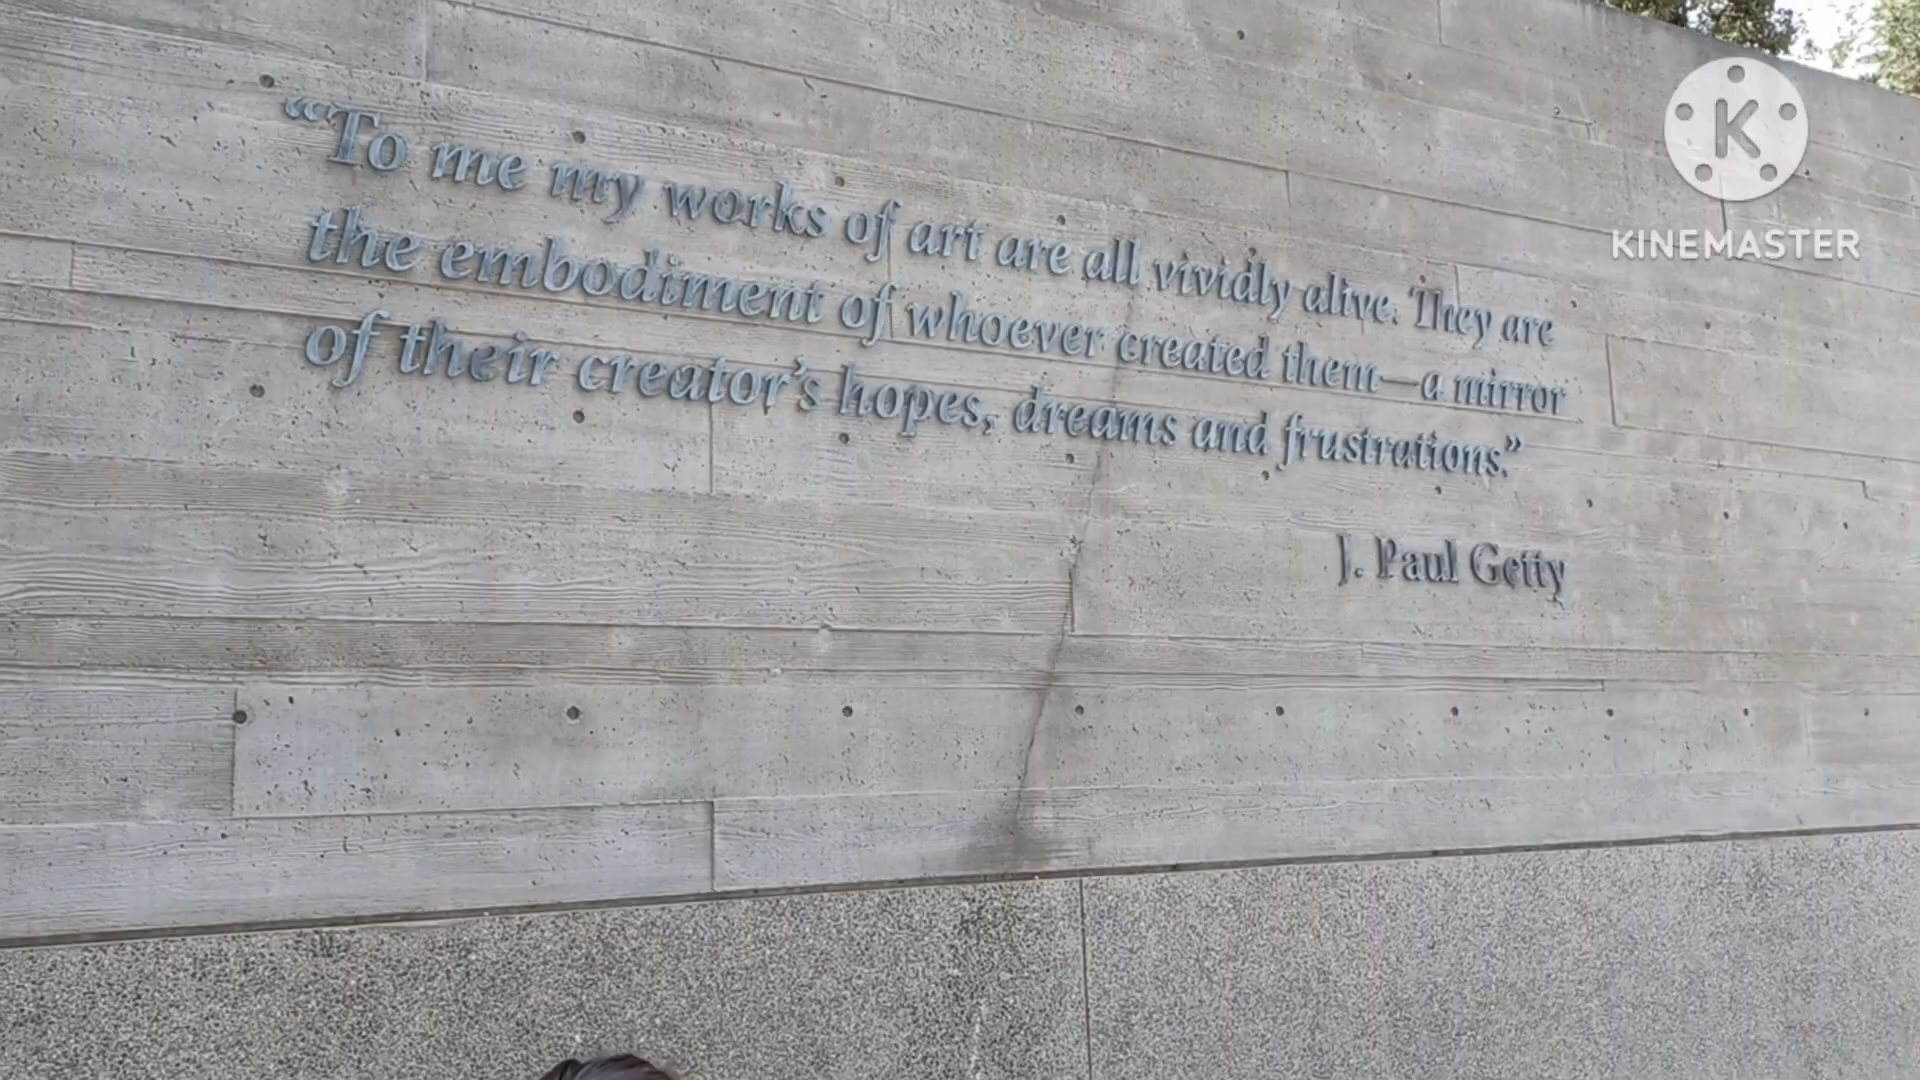 “To me my works of art are all vividly alive. They are
the embodiment of whoever created them—a mirror
of their creator’s hopes, dreams and frustrations.”
J. Paul Getty
K
KINEMASTER